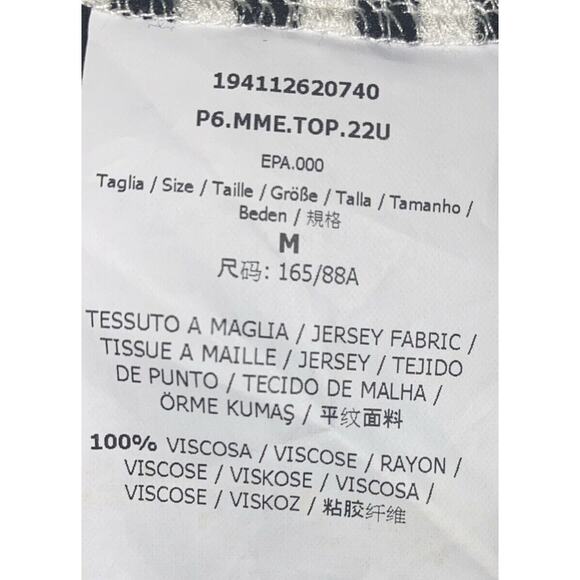 194112620740
P6.MME.TOP.22U
EPA.000
Taglia / Size / Taille / Größe / Talla / Tamanho /
Beden / 規格
M
尺码: 165/88A
TESSUTO A MAGLIA / JERSEY FABRIC /
TISSUE A MAILLE / JERSEY / TEJIDO
DE PUNTO / TECIDO DE MALHA /
ÖRME KUMAŞ / 平纹面料
100% VISCOSA / VISCOSE / RAYON /
VISCOSE / VISKOSE / VISCOSA /
VISCOSE / VISKOZ / 粘胶纤维